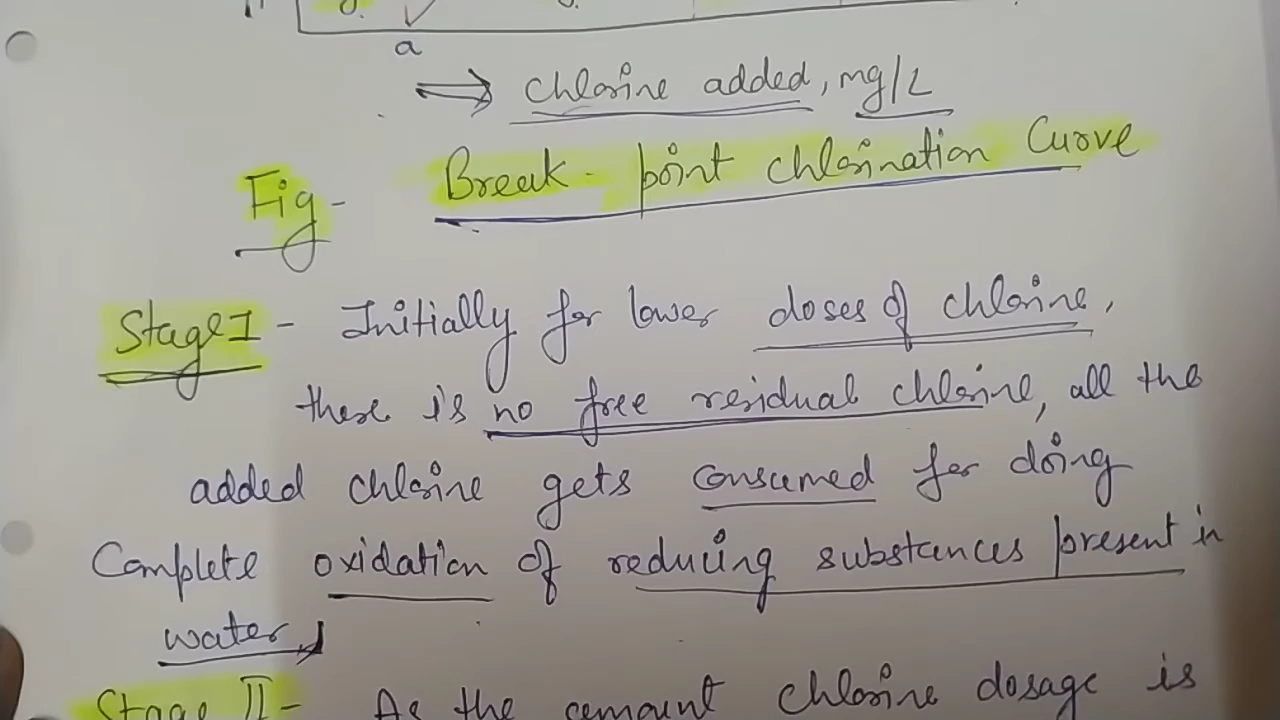 a
⇒ chlorine added, mg/L
Fig - Break-point chlorination Curve
Stage I - Initially for lower doses of chlorine,
there is no free residual chlorine, all the
added chlorine gets consumed for doing
Complete oxidation of reducing substances present in
water,
Stage II - As the amount chlorine dosage is